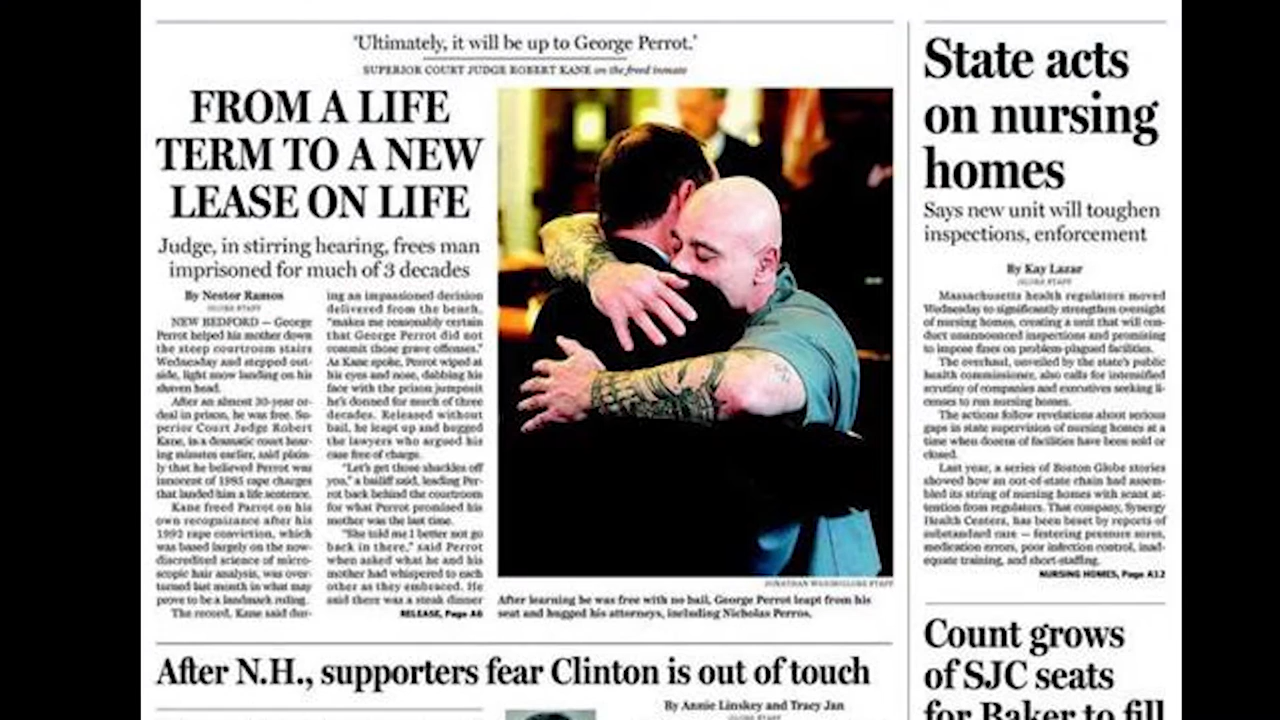 'Ultimately, it will be up to George Perrot.'
SUPERIOR COURT JUDGE ROBERT KANE on the freed inmate
FROM A LIFE
TERM TO A NEW
LEASE ON LIFE
Judge, in stirring hearing, frees man
imprisoned for much of 3 decades
By Nestor Ramos
GLOBE STAFF
NEW BEDFORD — George
Perrot helped his mother down
the steep courtroom stairs
Wednesday and stepped out-
side, light snow landing on his
shaven head.
After an almost 30-year or-
deal in prison, he was free. Su-
perior Court Judge Robert
Kane, in a dramatic court hear-
ing minutes earlier, said plain-
ly that he believed Perrot was
innocent of 1985 rape charges
that landed him a life sentence.
Kane freed Parrot on his
own recognizance after his
1992 rape conviction, which
was based largely on the now-
discredited science of micro-
scopic hair analysis, was over-
turned last month in what may
prove to be a landmark ruling.
The record, Kane said dur-
ing an impassioned decision
delivered from the bench,
"makes me reasonably certain
that George Perrot did not
commit those grave offenses."
As Kane spoke, Perrot wiped at
his eyes and nose, dabbing his
face with the prison jumpsuit
he's donned for much of three
decades. Released without
bail, he leapt up and hugged
the lawyers who argued his
case free of charge.
"Let's get those shackles off
you," a bailiff said, leading Per-
rot back behind the courtroom
for what Perrot promised his
mother was the last time.
"She told me I better not go
back in there," said Perrot
when asked what he and his
mother had whispered to each
other as they embraced. He
said there was a steak dinner
RELEASE, Page A6
GLOBE STAFF
After learning he was free with no bail, George Perrot leapt from his
seat and hugged his attorneys, including Nicholas Perros.
After N.H., supporters fear Clinton is out of touch
By Annie Linskey and Tracy Jan
GLOBE STAFF
State acts
on nursing
homes
Says new unit will toughen
inspections, enforcement
By Kay Lazar
GLOBE STAFF
Massachusetts health regulators moved
Wednesday to significantly strengthen oversight
of nursing homes, creating a unit that will con-
duct unannounced inspections and promising
to impose fines on problem-plagued facilities.
The overhaul, unveiled by the state's public
health commissioner, also calls for intensified
scrutiny of companies and executives seeking li-
censes to run nursing homes.
The actions follow revelations about serious
gaps in state supervision of nursing homes at a
time when dozens of facilities have been sold or
closed.
Last year, a series of Boston Globe stories
showed how an out-of-state chain had assem-
bled its string of nursing homes with scant at-
tention from regulators. That company, Synergy
Health Centers, has been beset by reports of
substandard care — festering pressure sores,
medication errors, poor infection control, inad-
equate training, and short-staffing.
NURSING HOMES, Page A12
Count grows
of SJC seats
for Baker to fill